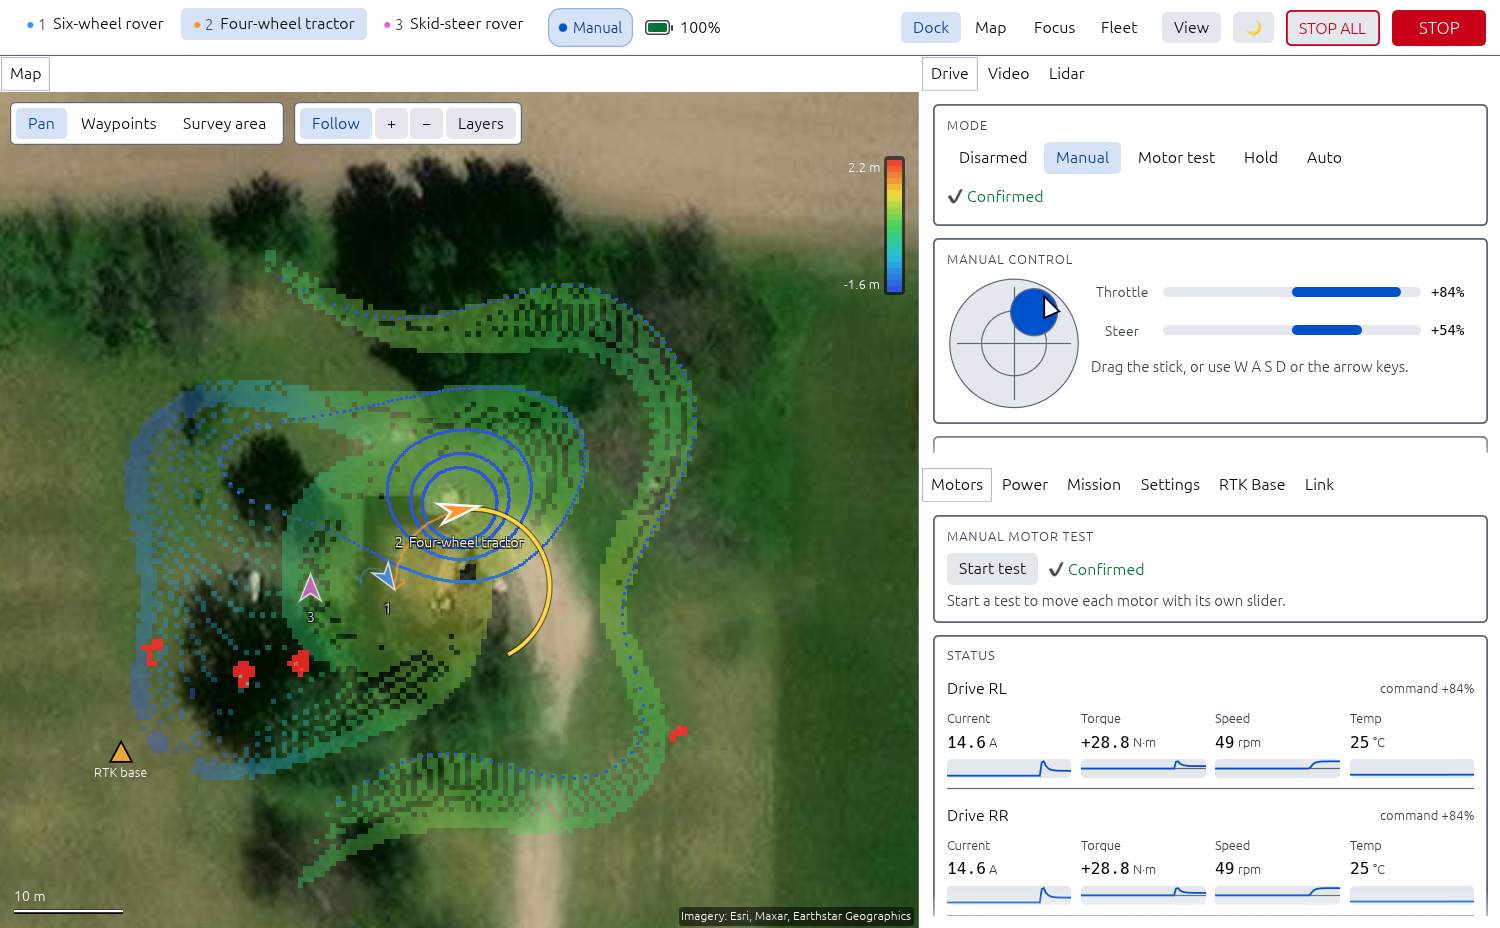 1 Six-wheel rover 2 Four-wheel tractor 3 Skid-steer rover Manual 100% Dock Map Focus Fleet View STOP ALL STOP
Map
Drive Video Lidar
Pan Waypoints Survey area Follow + − Layers
2.2 m
-1.6 m
2 Four-wheel tractor
1
3
RTK base
10 m
Imagery: Esri, Maxar, Earthstar Geographics
MODE
Disarmed Manual Motor test Hold Auto
✔ Confirmed
MANUAL CONTROL
Throttle +84%
Steer +54%
Drag the stick, or use W A S D or the arrow keys.
Motors Power Mission Settings RTK Base Link
MANUAL MOTOR TEST
Start test ✔ Confirmed
Start a test to move each motor with its own slider.
STATUS
Drive RL command +84%
Current Torque Speed Temp
14.6 A +28.8 N·m 49 rpm 25 °C
Drive RR command +84%
Current Torque Speed Temp
14.6 A +28.8 N·m 49 rpm 25 °C